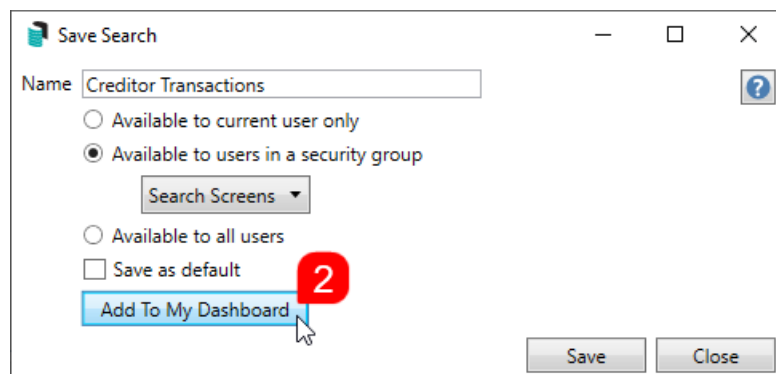 Save Search
Name Creditor Transactions
Available to current user only
Available to users in a security group
Search Screens
Available to all users
Save as default
2
Add To My Dashboard
Save Close